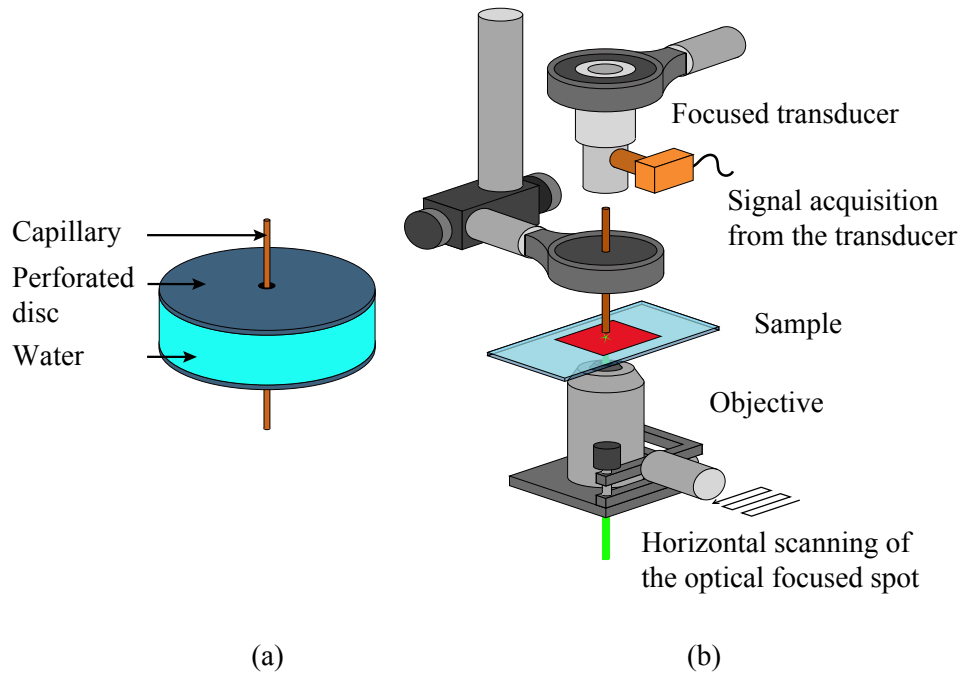 Capillary
Perforated
disc
Water
(a)
Focused transducer
Signal acquisition
from the transducer
Sample
Objective
Horizontal scanning of
the optical focused spot
(b)